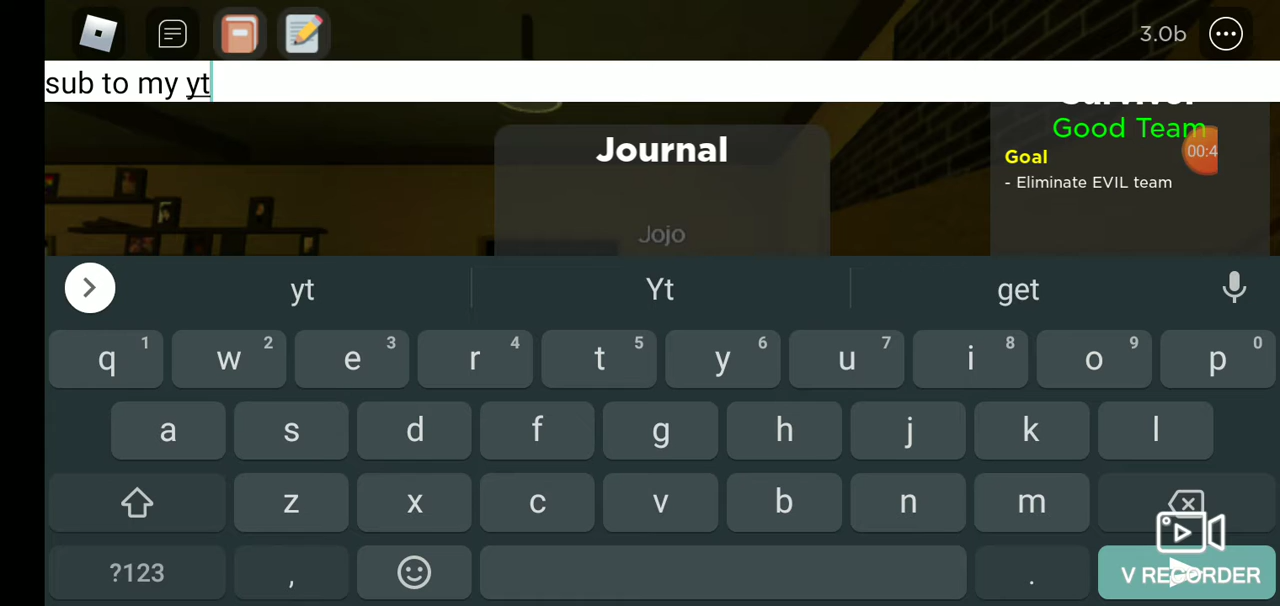 3.0b
sub to my yt
Survivor
Good Team
Goal
00:4
- Eliminate EVIL team
Journal
Jojo
yt Yt get
q 1 w 2 e 3 r 4 t 5 y 6 u 7 i 8 o 9 p 0
a s d f g h j k l
z x c v b n m
?123 , .
V RECORDER